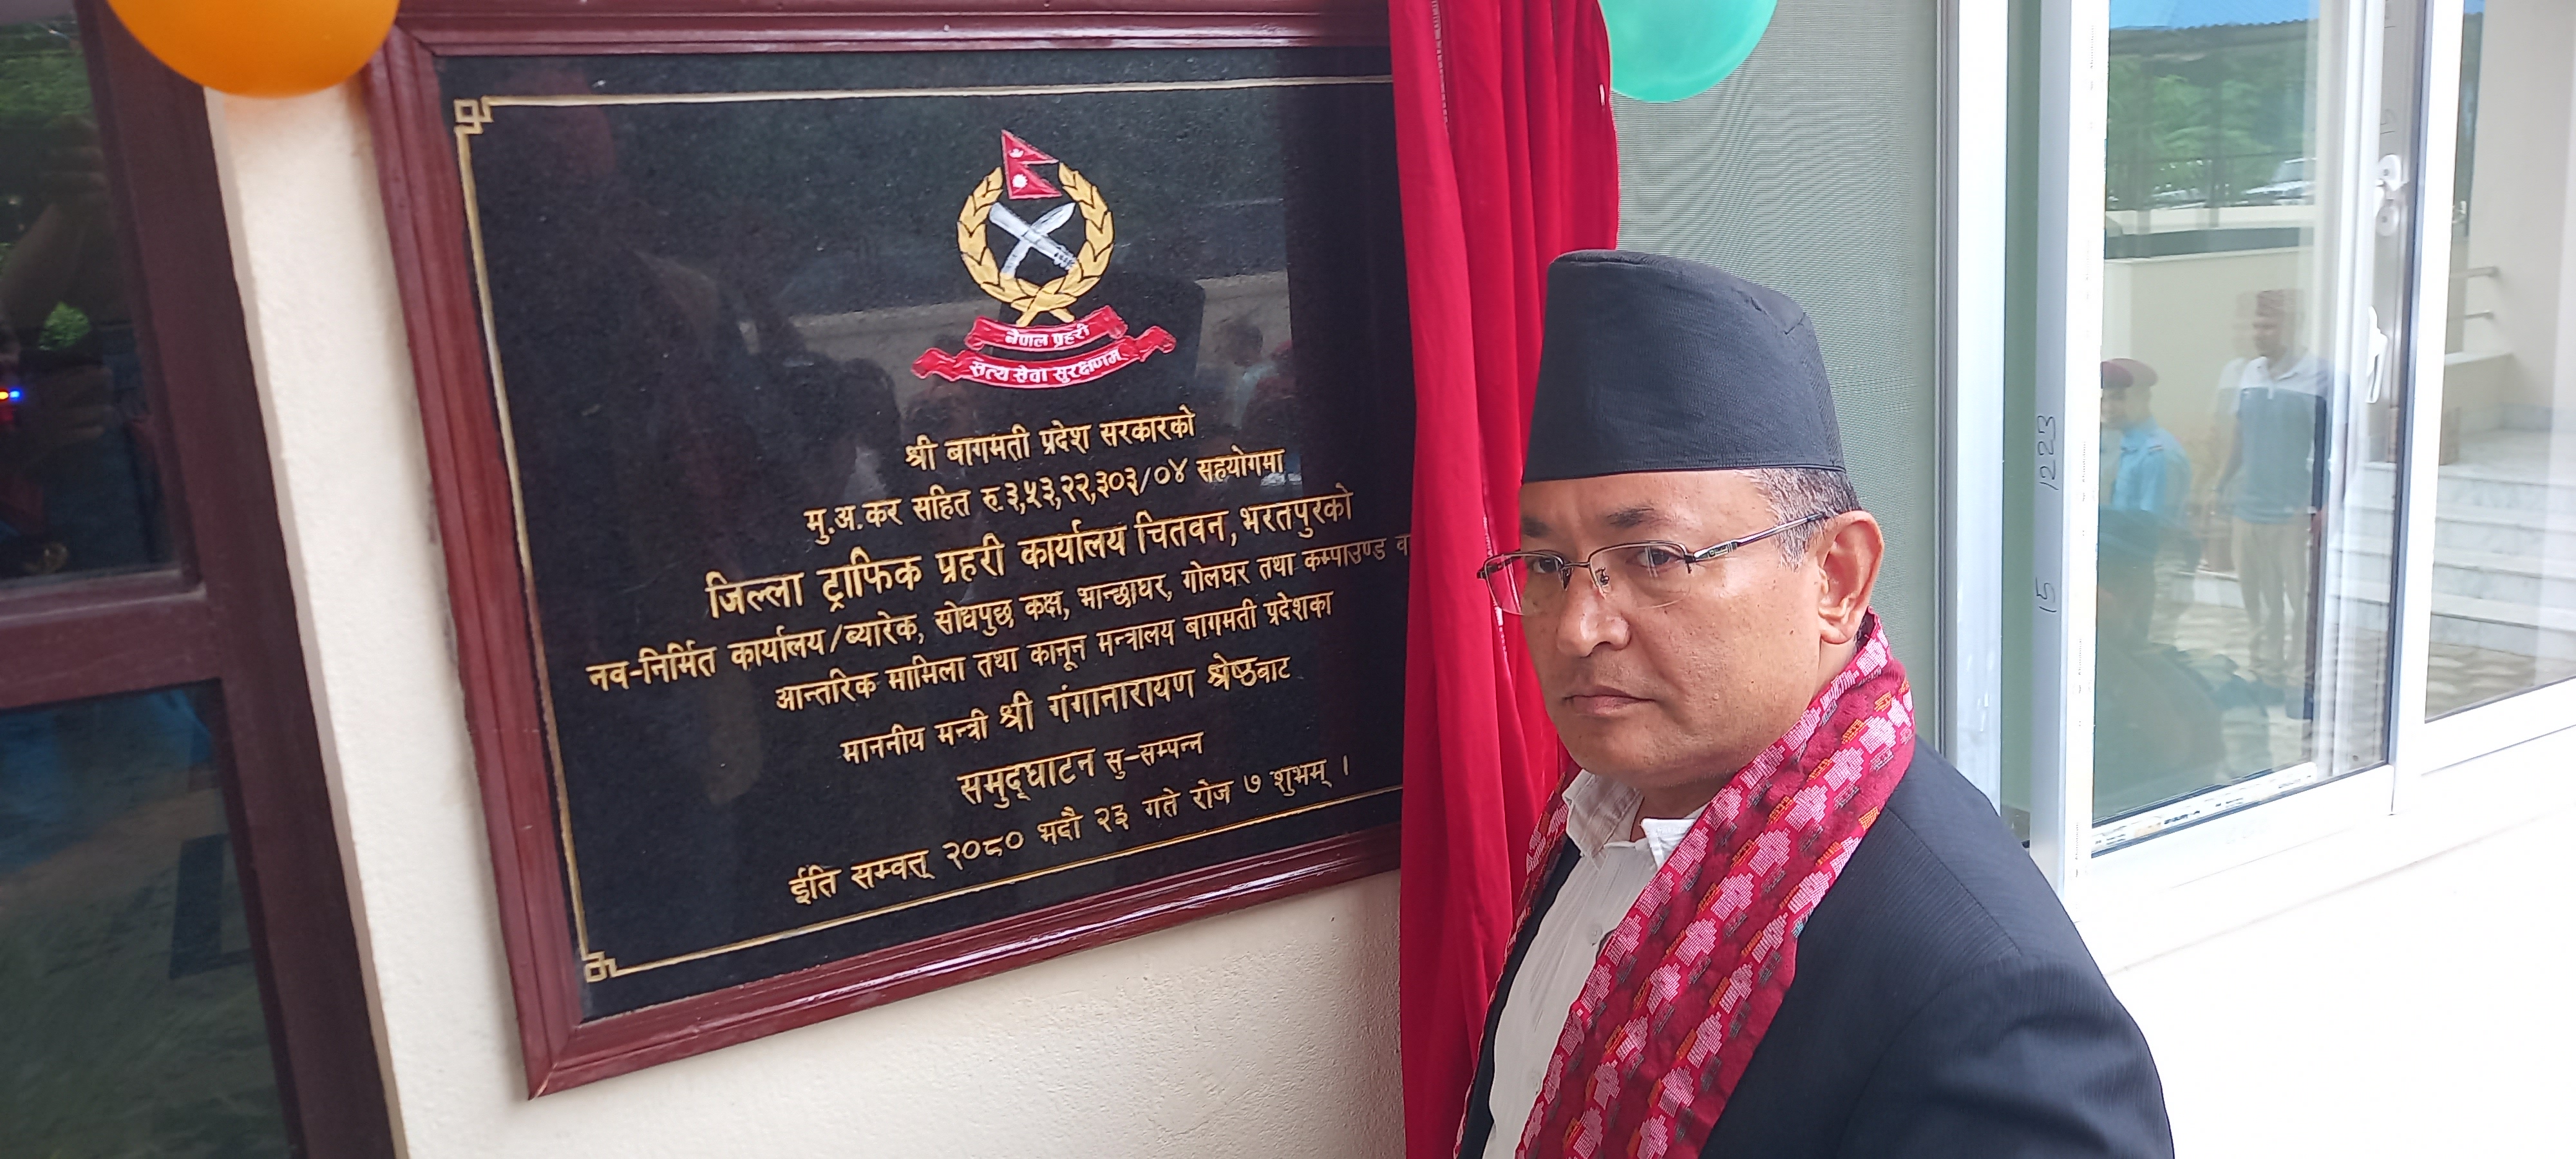 नेपाल प्रहरी
सत्य सेवा सुरक्षणम्
श्री बागमती प्रदेश सरकारको
मु.अ.कर सहित रु.३,५३,२२,३०३/०४ सहयोगमा
जिल्ला ट्राफिक प्रहरी कार्यालय चितवन, भरतपुरको
नव-निर्मित कार्यालय/ब्यारेक, सोधपुछ कक्ष, भान्छाघर, गोलघर तथा कम्पाउण्ड
आन्तरिक मामिला तथा कानून मन्त्रालय बागमती प्रदेशका
माननीय मन्त्री श्री गंगानारायण श्रेष्ठबाट
समुद्घाटन सु-सम्पन्न
ईति सम्वत् २०८० भदौ २३ गते रोज ७ शुभम् ।
15 123